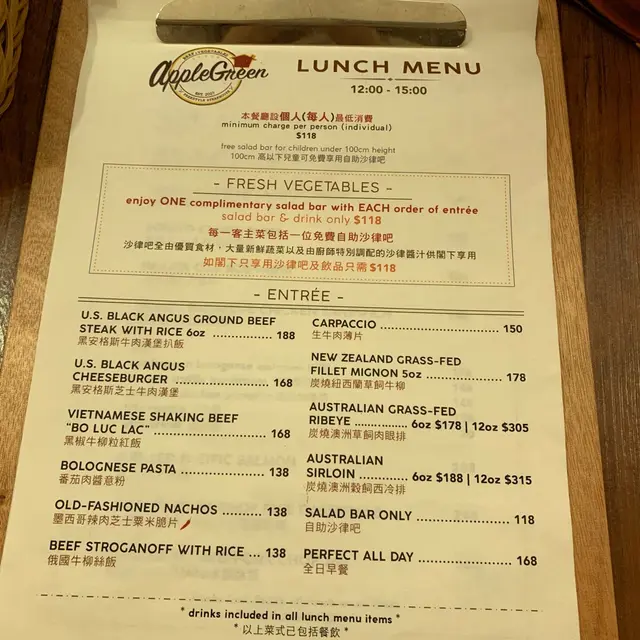 BEEF & VEGETABLES
AppleGreen
LUNCH MENU
12:00 - 15:00
本餐廳設個人(每人)最低消費
minimum charge per person (individual)
$118
free salad bar for children under 100cm height
100cm 高以下兒童可免費享用自助沙律吧
- FRESH VEGETABLES -
enjoy ONE complimentary salad bar with EACH order of entrée
salad bar & drink only $118
每一客主菜包括一位免費自助沙律吧
沙律吧全由優質食材、大量新鮮蔬菜以及由廚師特別調配的沙律醬汁供閣下享用
如閣下只享用沙律吧及飲品只需$118
- ENTRÉE -
U.S. BLACK ANGUS GROUND BEEF
STEAK WITH RICE 6oz ................ 188
黑安格斯牛肉漢堡扒飯
U.S. BLACK ANGUS
CHEESEBURGER ....................... 168
黑安格斯芝士牛肉漢堡
VIETNAMESE SHAKING BEEF
"BO LUC LAC" ........................... 168
黑椒牛柳粒紅飯
BOLOGNESE PASTA .................... 138
番茄肉醬意粉
OLD-FASHIONED NACHOS ......... 138
墨西哥辣肉芝士粟米脆片
BEEF STROGANOFF WITH RICE ... 138
俄國牛柳絲飯
CARPACCIO ............................. 150
生牛肉薄片
NEW ZEALAND GRASS-FED
FILLET MIGNON 5oz .................. 178
炭燒紐西蘭草飼牛柳
AUSTRALIAN GRASS-FED
RIBEYE ............. 6oz $178 | 12oz $305
炭燒澳洲草飼肉眼排
AUSTRALIAN
SIRLOIN ............ 6oz $188 | 12oz $315
炭燒澳洲穀飼西冷排
SALAD BAR ONLY ...................... 118
自助沙律吧
PERFECT ALL DAY ..................... 168
全日早餐
* drinks included in all lunch menu items *
* 以上菜式已包括餐飲 *